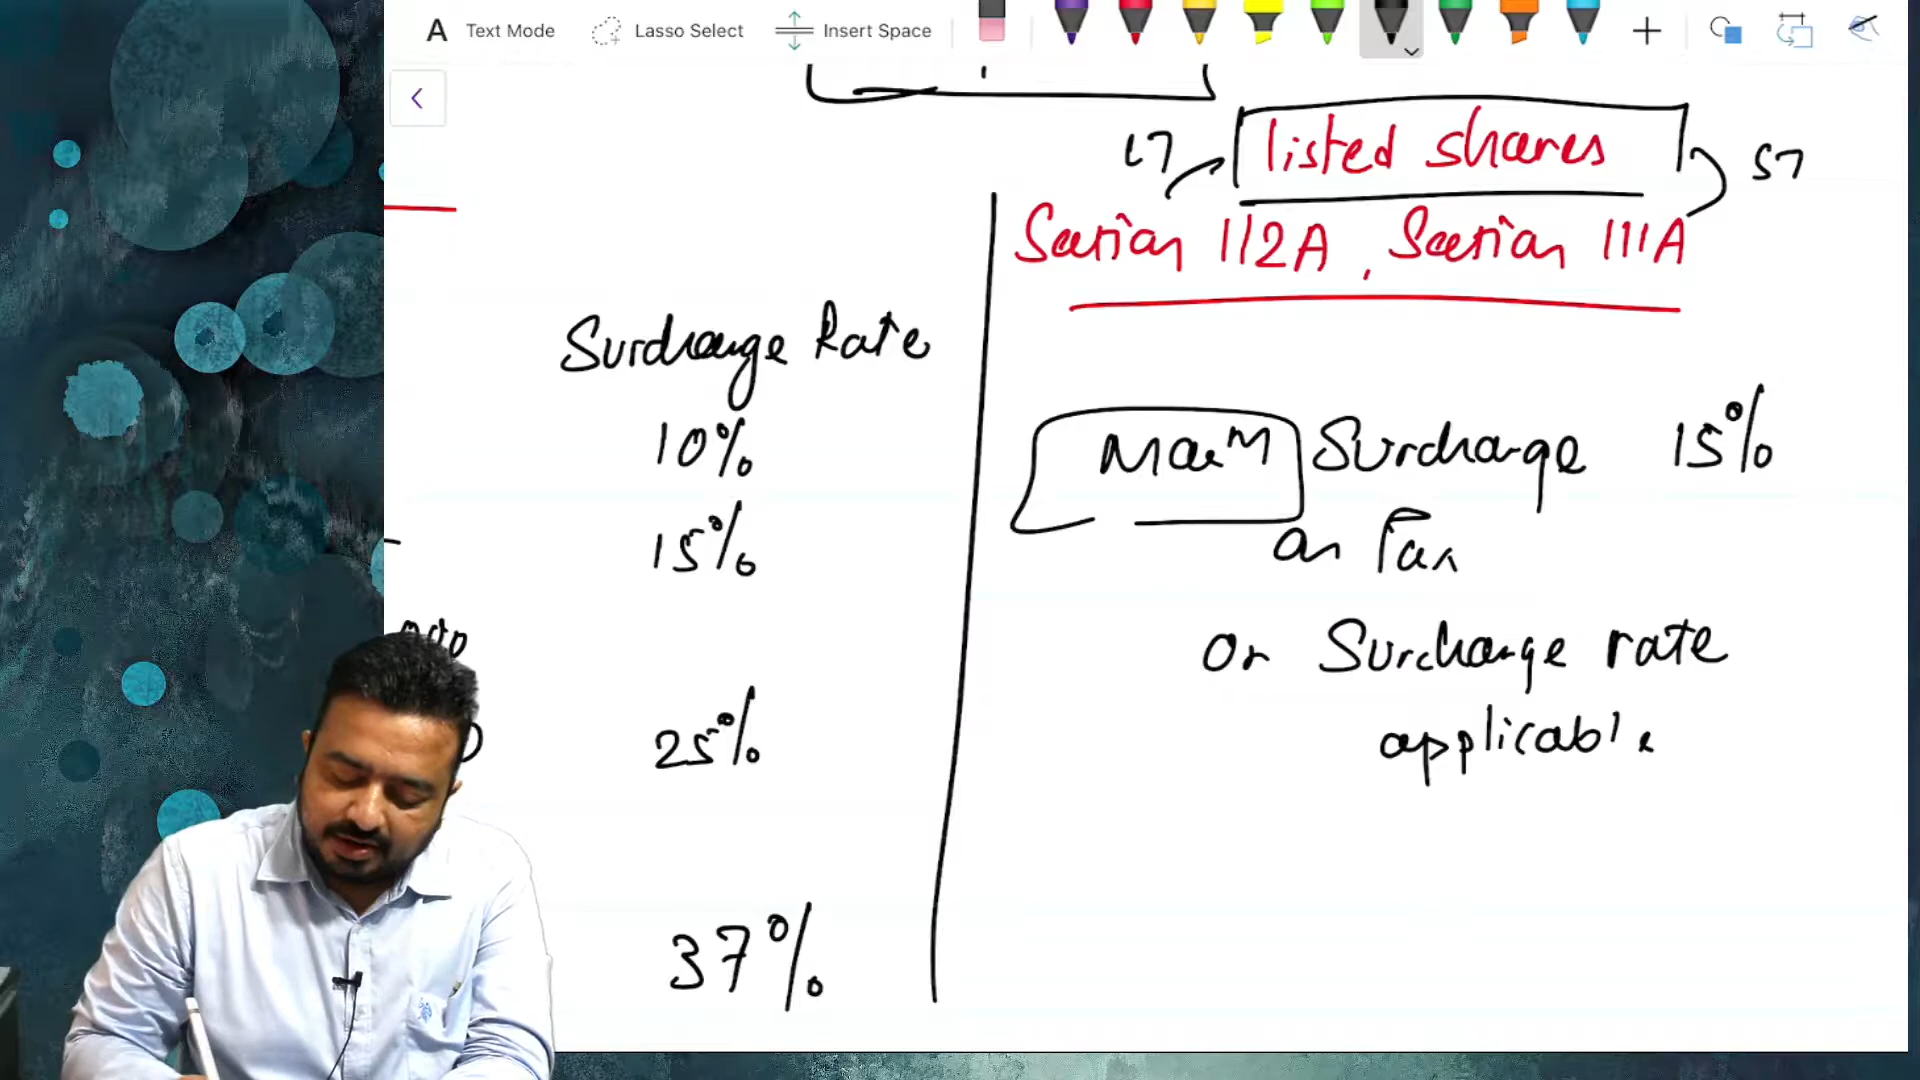 A Text Mode Lasso Select Insert Space
LT listed shares ST
Section 112A, Section 111A
Surcharge Rate
10%
15%
25%
37%
Maxm Surcharge 15%
on Tax
or Surcharge rate
applicable